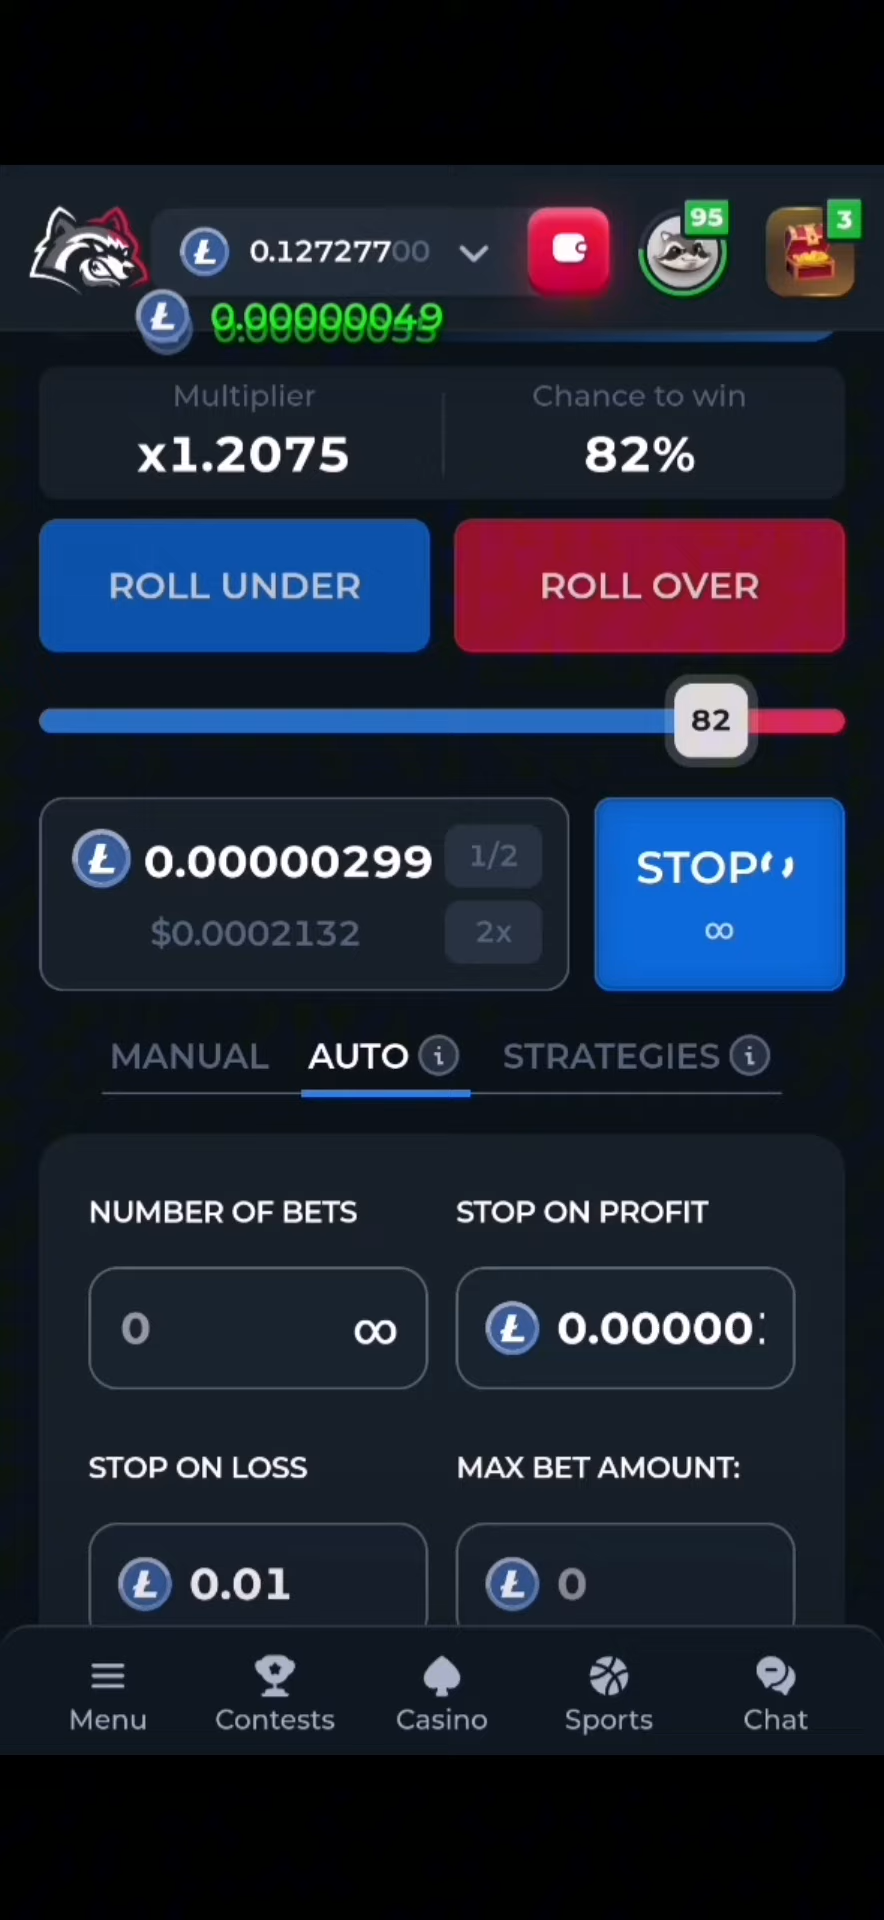 0.12727700
95
3
0.00000049
Multiplier
Chance to win
x1.2075
82%
ROLL UNDER
ROLL OVER
82
0.00000299
1/2
STOP
$0.0002132
2x
∞
MANUAL
AUTO i
STRATEGIES i
NUMBER OF BETS
STOP ON PROFIT
0
∞
0.00000
STOP ON LOSS
MAX BET AMOUNT:
0.01
0
Menu
Contests
Casino
Sports
Chat